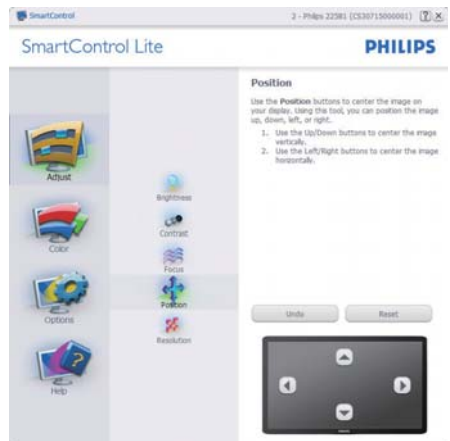 SmartControl
2 - Philips 225B1 (CS30715000001)
SmartControl Lite
PHILIPS
Position
Use the Position buttons to center the image on
your display. Using this tool, you can position the image
up, down, left, or right.
1. Use the Up/Down buttons to center the image
vertically.
2. Use the Left/Right buttons to center the image
horizontally.
Adjust
Color
Options
Help
Brightness
Contrast
Focus
Position
Resolution
Undo
Reset